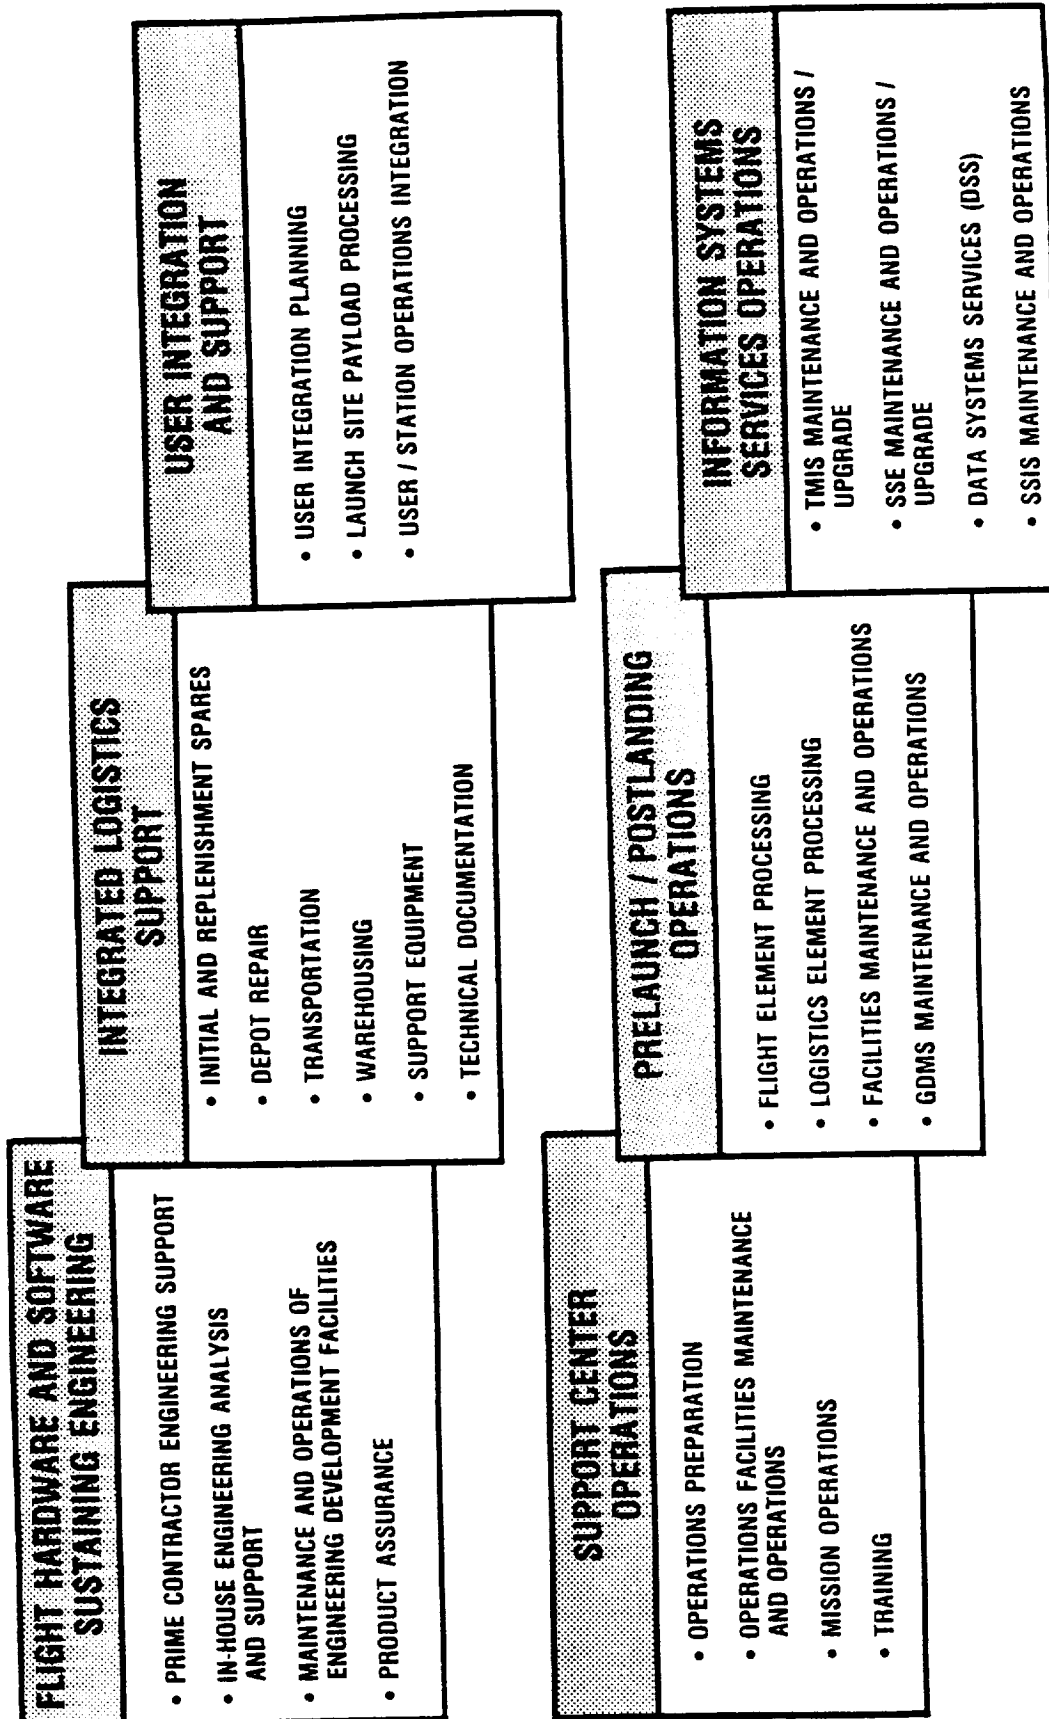 FLIGHT HARDWARE AND SOFTWARE
SUSTAINING ENGINEERING
• PRIME CONTRACTOR ENGINEERING SUPPORT
• IN-HOUSE ENGINEERING ANALYSIS
AND SUPPORT
• MAINTENANCE AND OPERATIONS OF
ENGINEERING DEVELOPMENT FACILITIES
• PRODUCT ASSURANCE
INTEGRATED LOGISTICS
SUPPORT
• INITIAL AND REPLENISHMENT SPARES
• DEPOT REPAIR
• TRANSPORTATION
• WAREHOUSING
• SUPPORT EQUIPMENT
• TECHNICAL DOCUMENTATION
USER INTEGRATION
AND SUPPORT
• USER INTEGRATION PLANNING
• LAUNCH SITE PAYLOAD PROCESSING
• USER / STATION OPERATIONS INTEGRATION
SUPPORT CENTER
OPERATIONS
• OPERATIONS PREPARATION
• OPERATIONS FACILITIES MAINTENANCE
AND OPERATIONS
• MISSION OPERATIONS
• TRAINING
PRELAUNCH / POSTLANDING
OPERATIONS
• FLIGHT ELEMENT PROCESSING
• LOGISTICS ELEMENT PROCESSING
• FACILITIES MAINTENANCE AND OPERATIONS
• GDMS MAINTENANCE AND OPERATIONS
INFORMATION SYSTEMS
SERVICES OPERATIONS
• TMIS MAINTENANCE AND OPERATIONS /
UPGRADE
• SSE MAINTENANCE AND OPERATIONS /
UPGRADE
• DATA SYSTEMS SERVICES (DSS)
• SSIS MAINTENANCE AND OPERATIONS